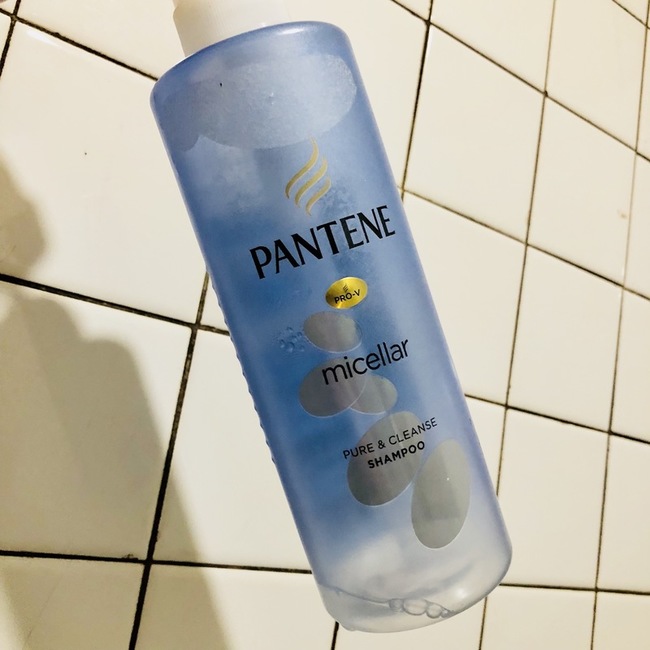 PANTENE
PRO-V
micellar
PURE & CLEANSE
SHAMPOO